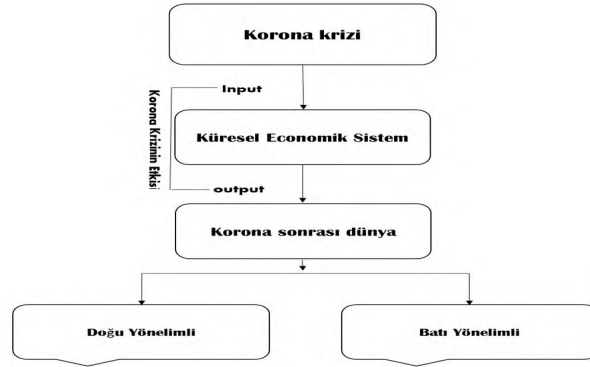 Korona krizi
Input
Korona Krizinin Etkisi
Küresel Economik Sistem
output
Korona sonrası dünya
Doğu Yönelimli
Batı Yönelimli